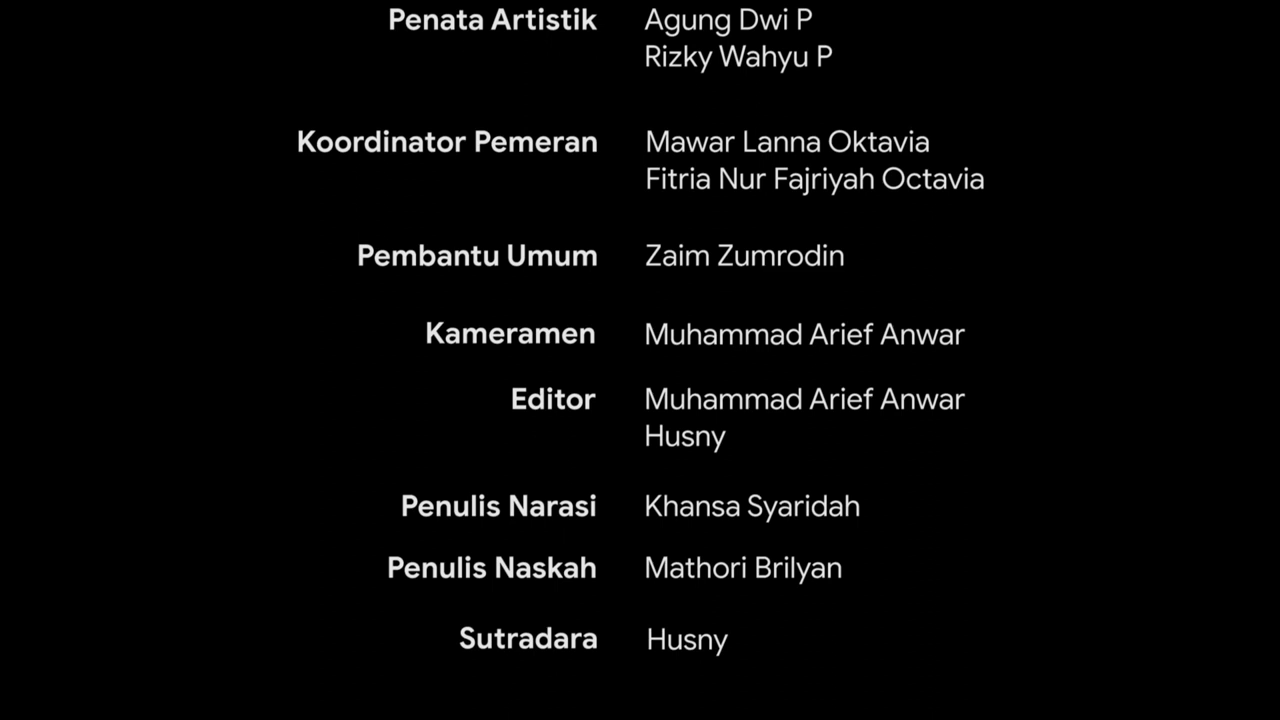 Penata Artistik Agung Dwi P
Rizky Wahyu P
Koordinator Pemeran Mawar Lanna Oktavia
Fitria Nur Fajriyah Octavia
Pembantu Umum Zaim Zumrodin
Kameramen Muhammad Arief Anwar
Editor Muhammad Arief Anwar
Husny
Penulis Narasi Khansa Syaridah
Penulis Naskah Mathori Brilyan
Sutradara Husny